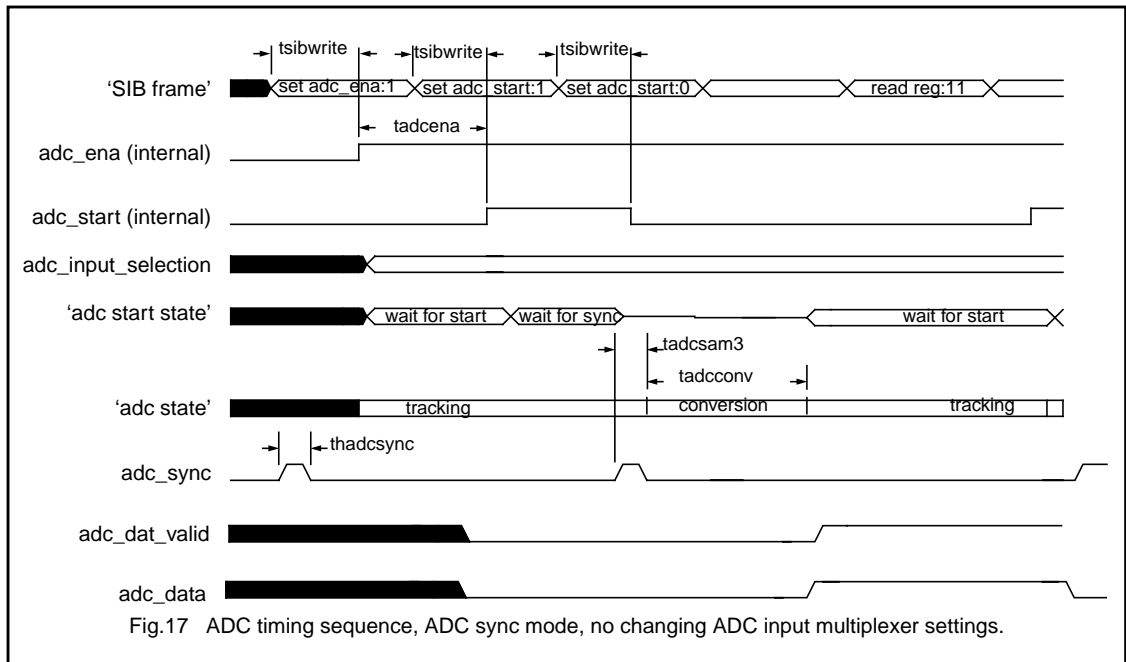 tsibwrite tsibwrite tsibwrite
‘SIB frame’ set adc_ena:1 set adc_start:1 set adc_start:0 read reg:11
tadcena
adc_ena (internal)
adc_start (internal)
adc_input_selection
‘adc start state’ wait for start wait for sync wait for start
tadcsam3
tadcconv
‘adc state’ tracking conversion tracking
thadcsync
adc_sync
adc_dat_valid
adc_data
Fig.17 ADC timing sequence, ADC sync mode, no changing ADC input multiplexer settings.